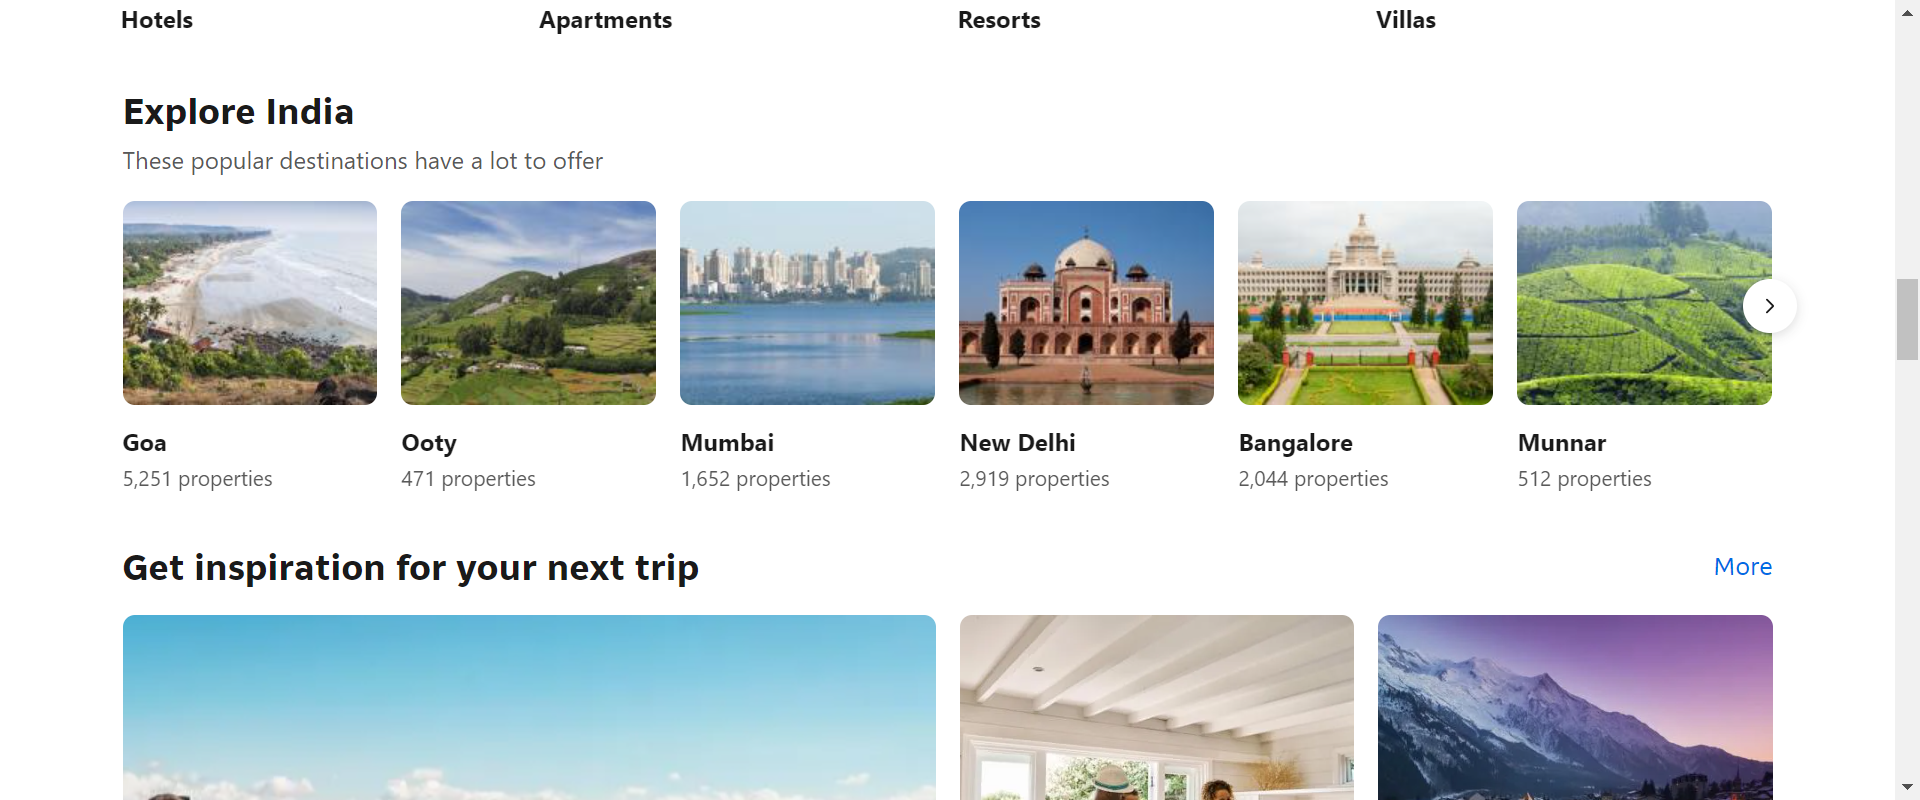 Hotels
Apartments
Resorts
Villas
Explore India
These popular destinations have a lot to offer
Goa
5,251 properties
Ooty
471 properties
Mumbai
1,652 properties
New Delhi
2,919 properties
Bangalore
2,044 properties
Munnar
512 properties
Get inspiration for your next trip
More